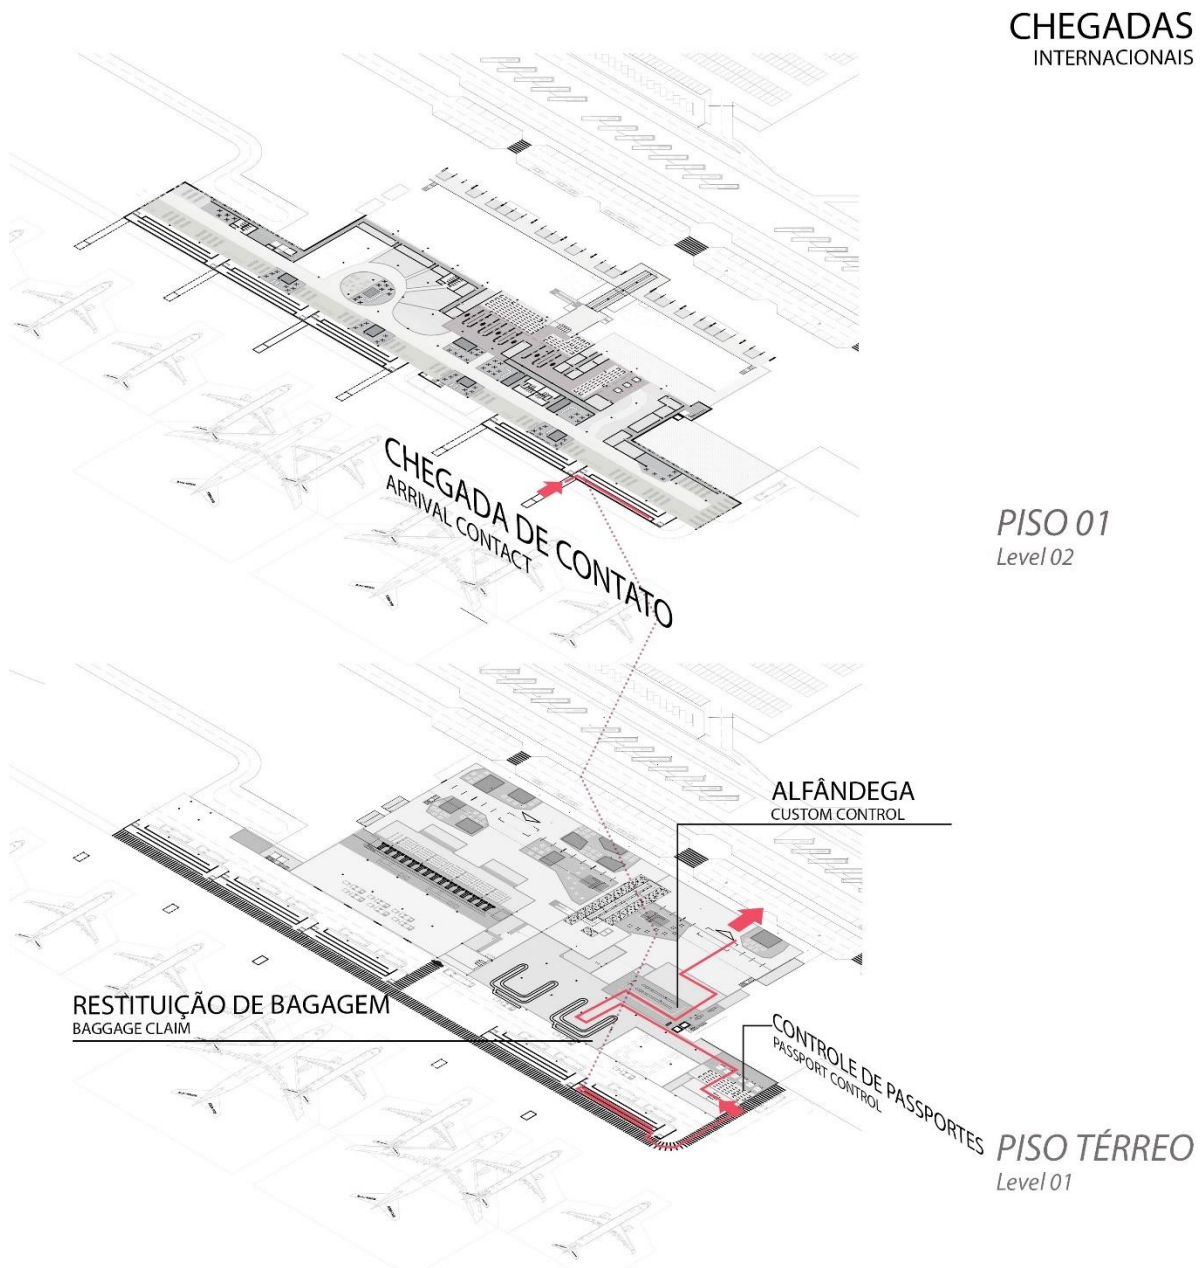 CHEGADAS
INTERNACIONAIS
CHEGADA DE CONTATO
ARRIVAL CONTACT
PISO 01
Level 02
ALFÂNDEGA
CUSTOM CONTROL
RESTITUIÇÃO DE BAGAGEM
BAGGAGE CLAIM
CONTROLE DE PASSPORTES
PASSPORT CONTROL
PISO TÉRREO
Level 01